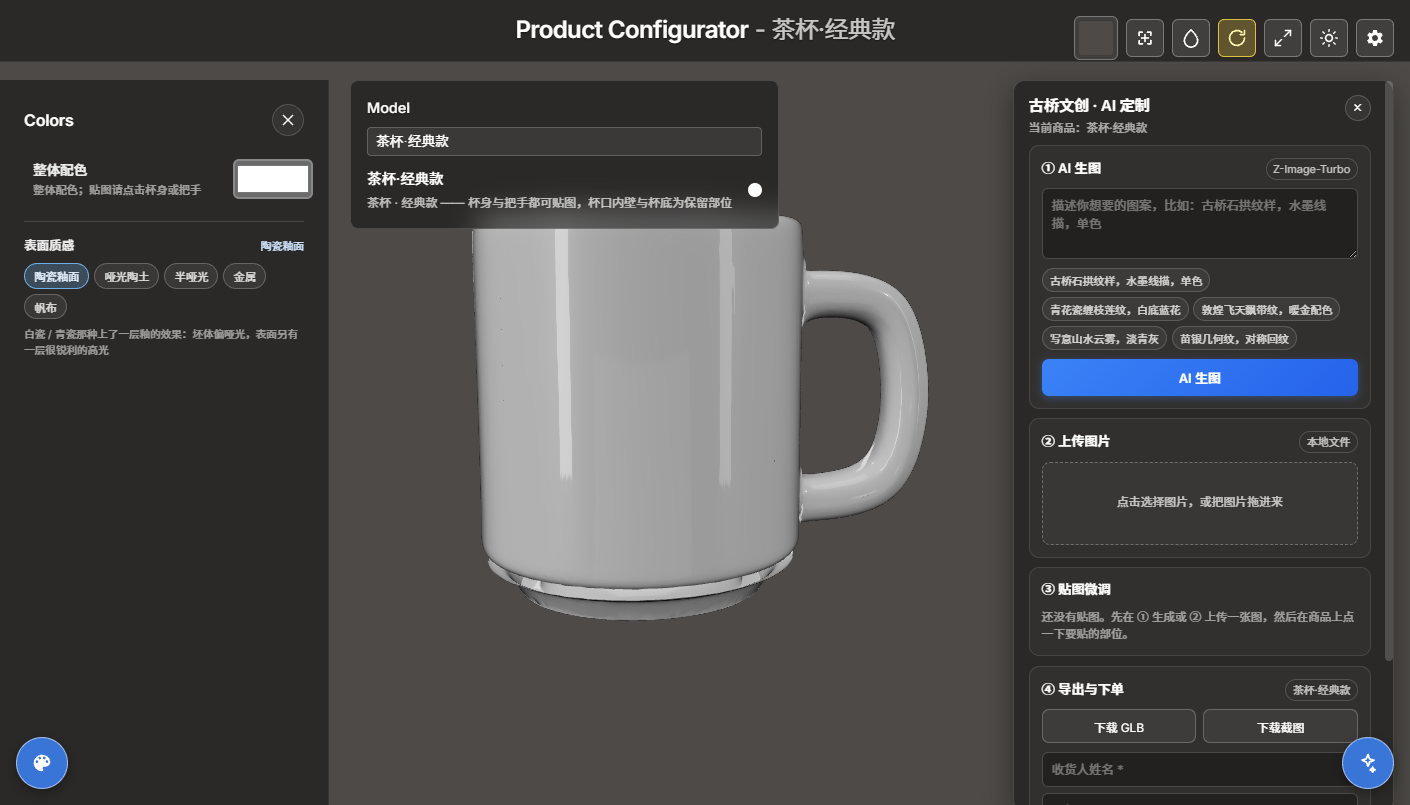 Product Configurator - 茶杯·经典款
Colors
整体配色
整体配色；贴图请点击杯身或把手
表面质感
陶瓷釉面
陶瓷釉面
哑光陶土
半哑光
金属
帆布
白瓷 / 青瓷那种上了一层釉的效果：坯体偏哑光，表面另有
一层很锐利的高光
Model
茶杯·经典款
茶杯·经典款
茶杯 · 经典款 —— 杯身与把手都可贴图，杯口内壁与杯底为保留部位
古桥文创 · AI 定制
当前商品：茶杯·经典款
① AI 生图
Z-Image-Turbo
描述你想要的图案，比如：古桥石拱纹样，水墨线
描，单色
古桥石拱纹样，水墨线描，单色
青花瓷缠枝莲纹，白底蓝花
敦煌飞天飘带纹，暖金配色
写意山水云雾，淡青灰
苗银几何纹，对称回纹
AI 生图
② 上传图片
本地文件
点击选择图片，或把图片拖进来
③ 贴图微调
还没有贴图。先在 ① 生成或 ② 上传一张图，然后在商品上点
一下要贴的部位。
④ 导出与下单
茶杯·经典款
下载 GLB
下载截图
收货人姓名 *